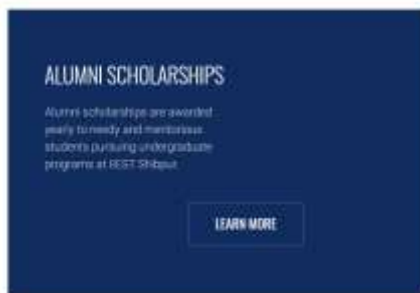 ALUMNI SCHOLARSHIPS
Alumni scholarships are awarded
yearly to needy and meritorious
students pursuing undergraduate
programs at IIEST Shibpur.
LEARN MORE